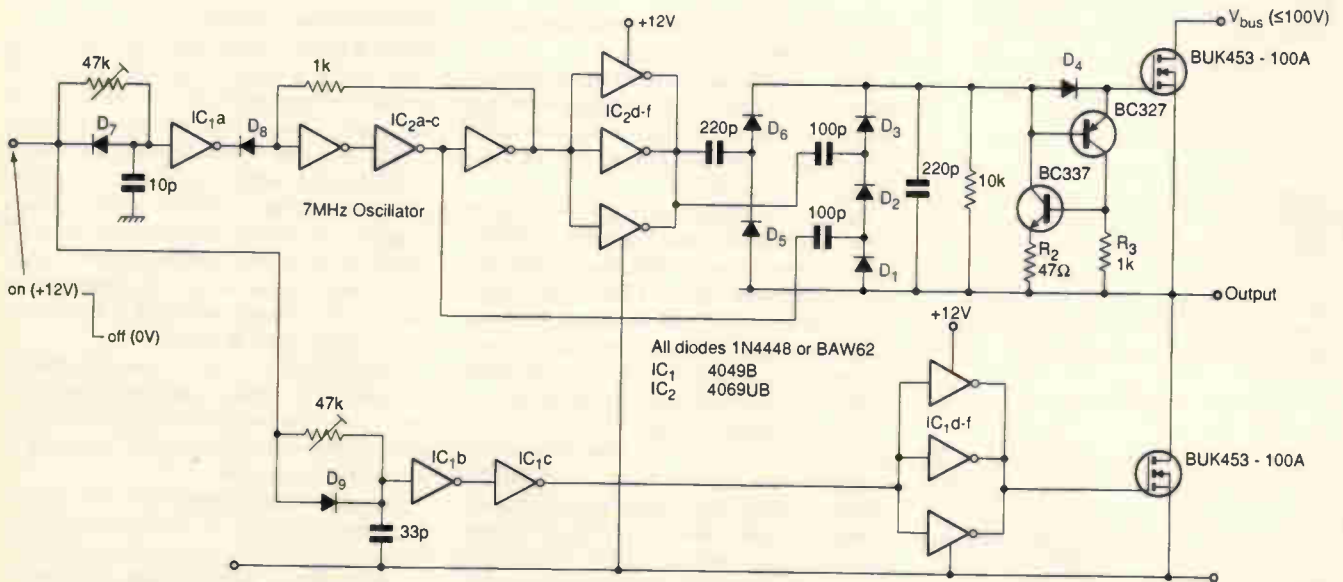 +12V
V_bus (≤100V)
47k
1k
D₄
BUK453 - 100A
IC₂d-f
D₇
IC₁a
D₈
IC₂a-c
220p
D₆
100p
D₃
BC327
10p
220p
10k
BC337
7MHz Oscillator
100p
D₂
D₅
D₁
R₂
47Ω
R₃
1k
on (+12V)
off (0V)
Output
+12V
All diodes 1N4448 or BAW62
IC₁ 4049B
IC₂ 4069UB
47k
IC₁b
IC₁c
IC₁d-f
BUK453 - 100A
D₉
33p